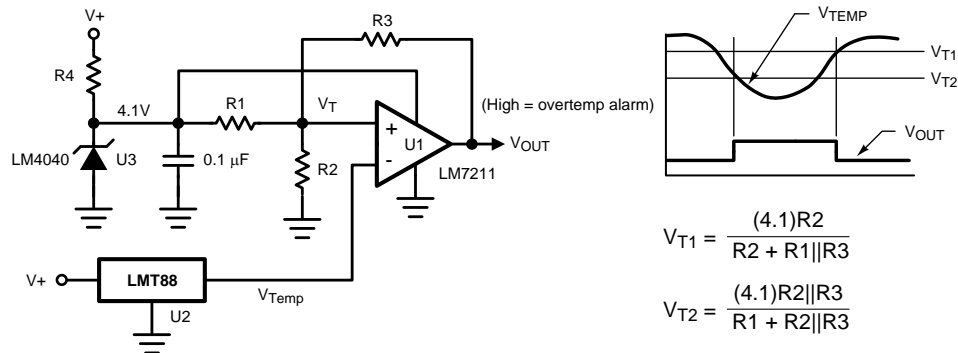 V+
R3
R4
4.1V
R1
VT
U1
LM4040
U3
0.1 μF
R2
+
-
LM7211
(High = overtemp alarm)
VOUT
V+
LMT88
VTemp
U2
VTEMP
VT1
VT2
VOUT
VT1 = (4.1)R2 / R2 + R1||R3
VT2 = (4.1)R2||R3 / R1 + R2||R3